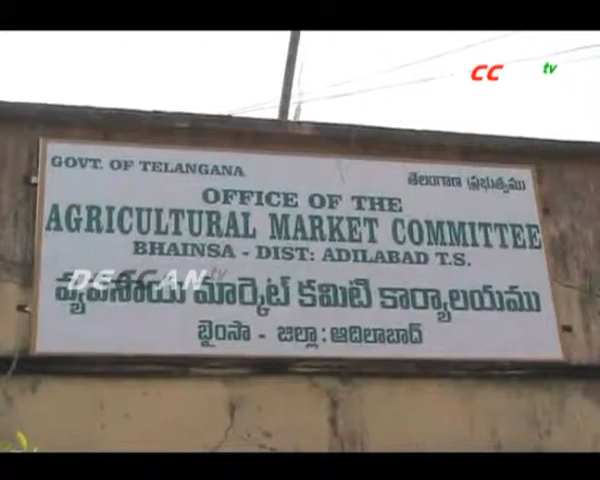 CC tv
GOVT. OF TELANGANA తెలంగాణ ప్రభుత్వము
OFFICE OF THE
AGRICULTURAL MARKET COMMITTEE
BHAINSA - DIST: ADILABAD T.S.
DECCAN tv
వ్యవసాయ మార్కెట్ కమిటి కార్యాలయము
బైంసా - జిల్లా: ఆదిలాబాద్